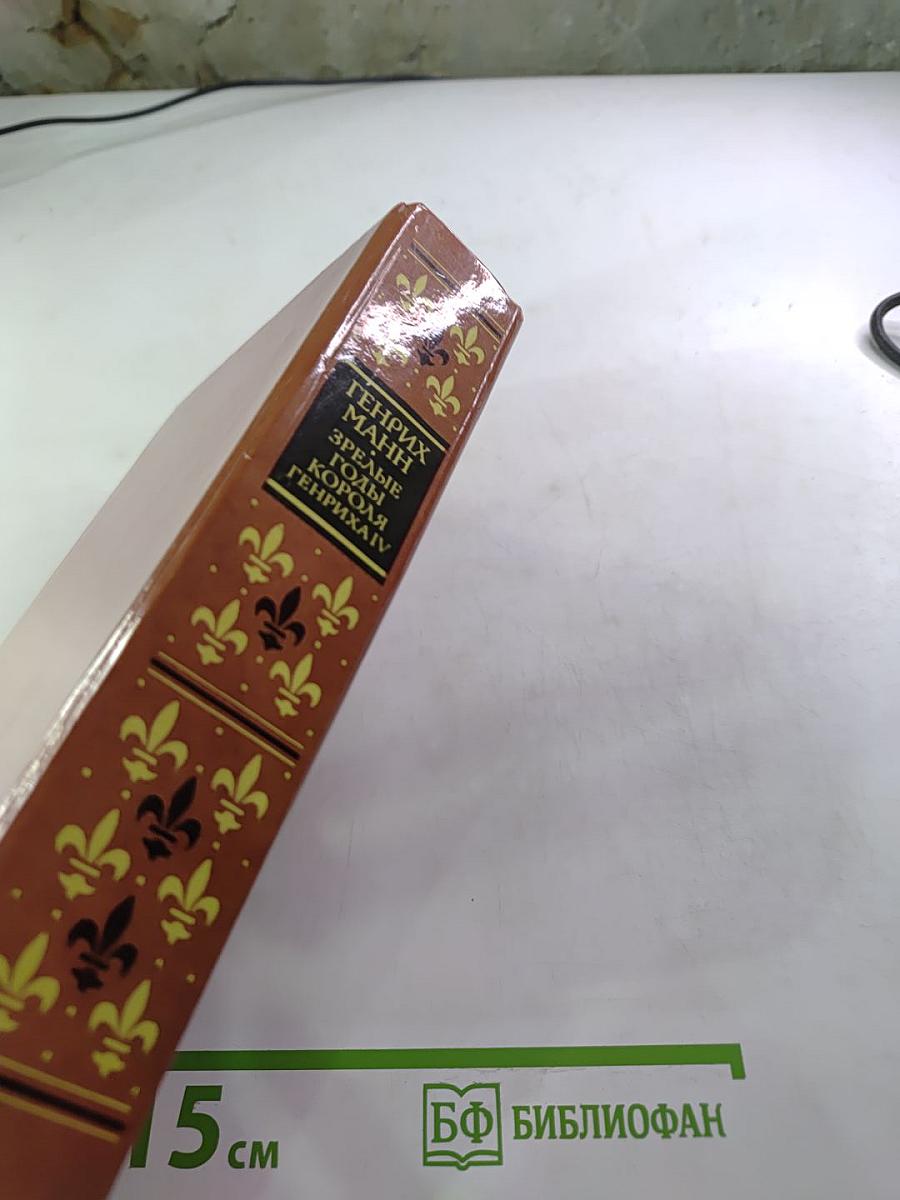 ГЕНРИХ
МАНН
ЗРЕЛЫЕ
ГОДЫ
КОРОЛЯ
ГЕНРИХА IV
15 см
БФ БИБЛИОФАН